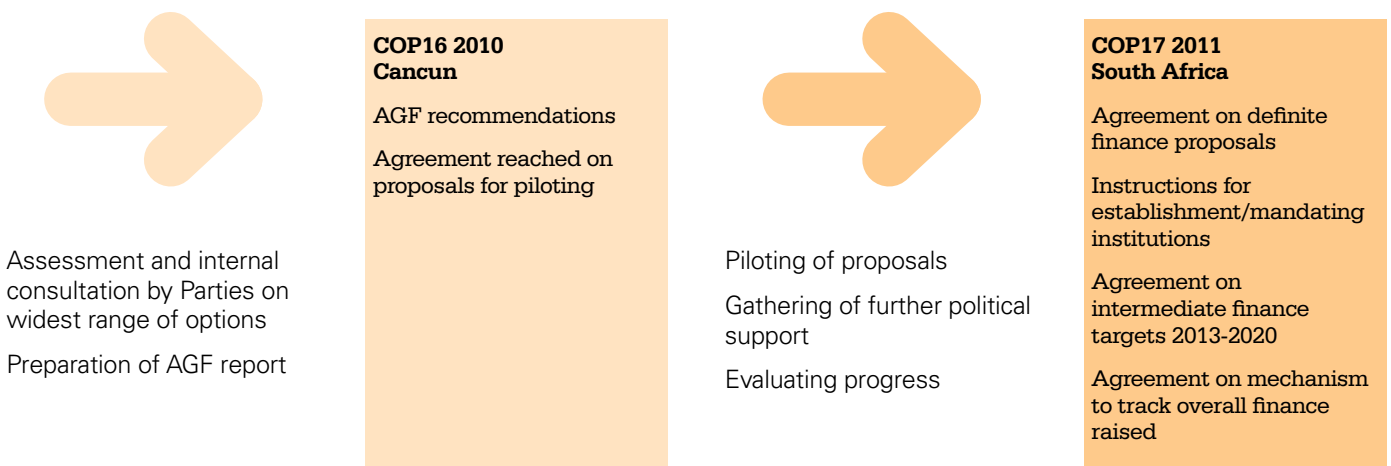 Assessment and internal
consultation by Parties on
widest range of options
Preparation of AGF report
COP16 2010
Cancun
AGF recommendations
Agreement reached on
proposals for piloting
Piloting of proposals
Gathering of further political
support
Evaluating progress
COP17 2011
South Africa
Agreement on definite
finance proposals
Instructions for
establishment/mandating
institutions
Agreement on
intermediate finance
targets 2013-2020
Agreement on mechanism
to track overall finance
raised